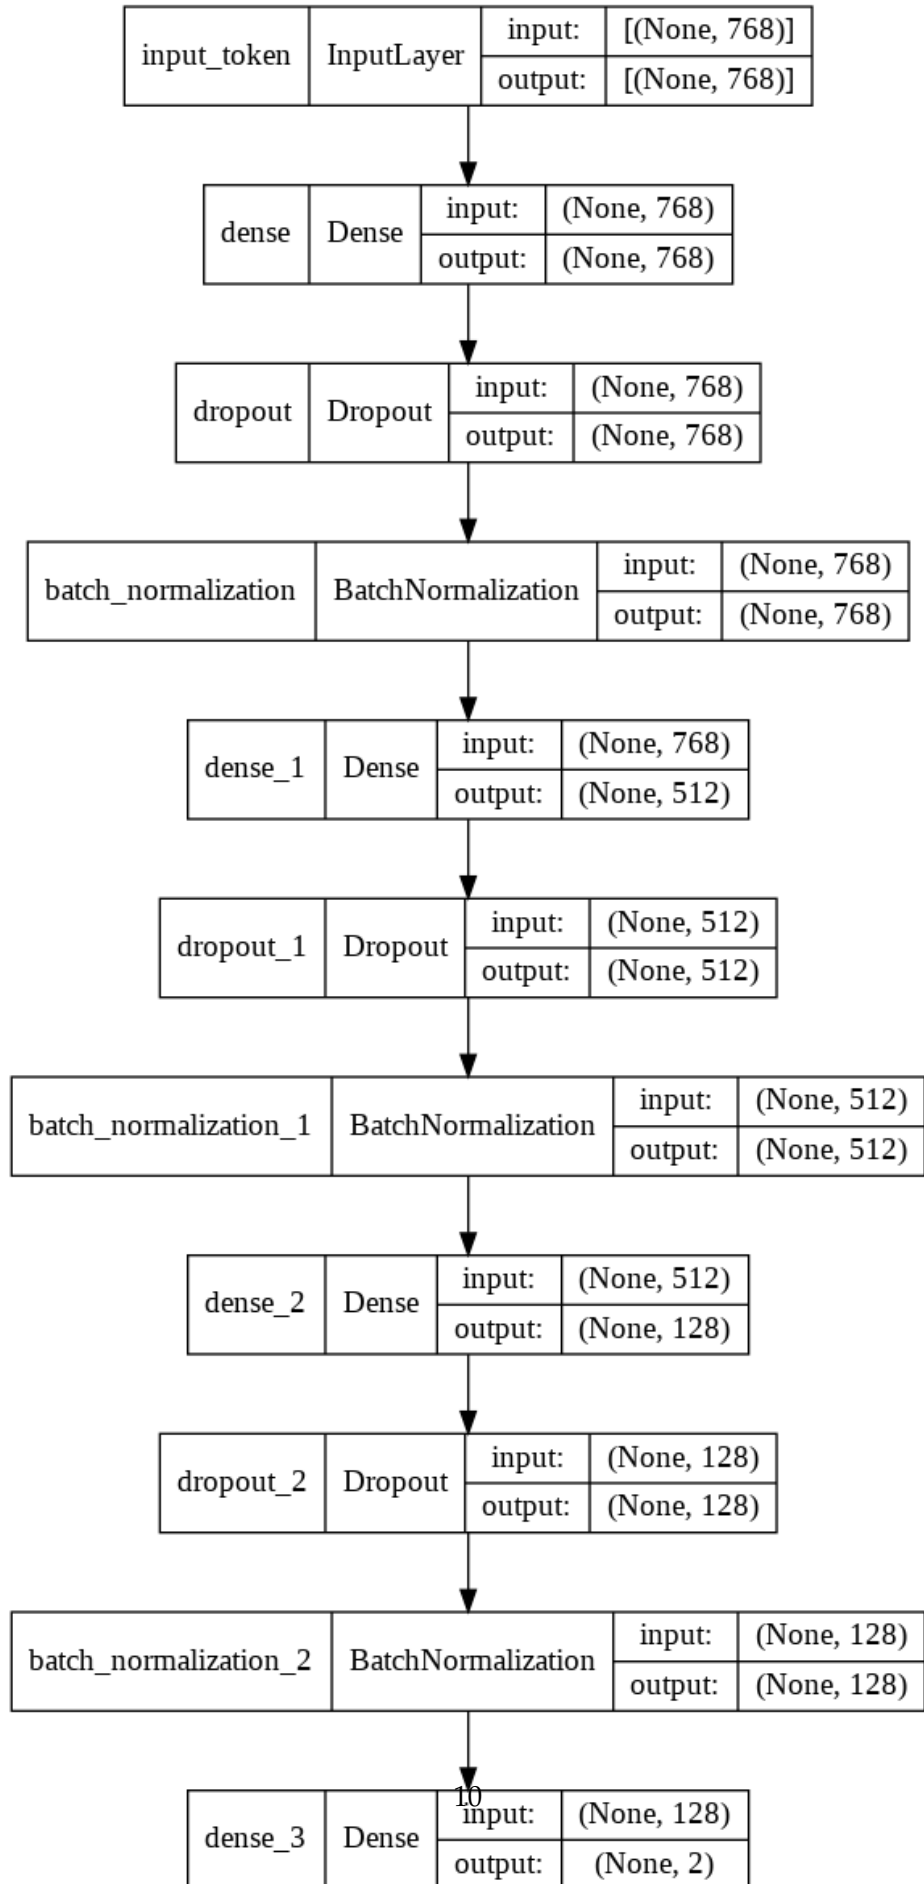 input_token InputLayer input: [(None, 768)]
output: [(None, 768)]
dense Dense input: (None, 768)
output: (None, 768)
dropout Dropout input: (None, 768)
output: (None, 768)
batch_normalization BatchNormalization input: (None, 768)
output: (None, 768)
dense_1 Dense input: (None, 768)
output: (None, 512)
dropout_1 Dropout input: (None, 512)
output: (None, 512)
batch_normalization_1 BatchNormalization input: (None, 512)
output: (None, 512)
dense_2 Dense input: (None, 512)
output: (None, 128)
dropout_2 Dropout input: (None, 128)
output: (None, 128)
batch_normalization_2 BatchNormalization input: (None, 128)
output: (None, 128)
10
dense_3 Dense input: (None, 128)
output: (None, 2)